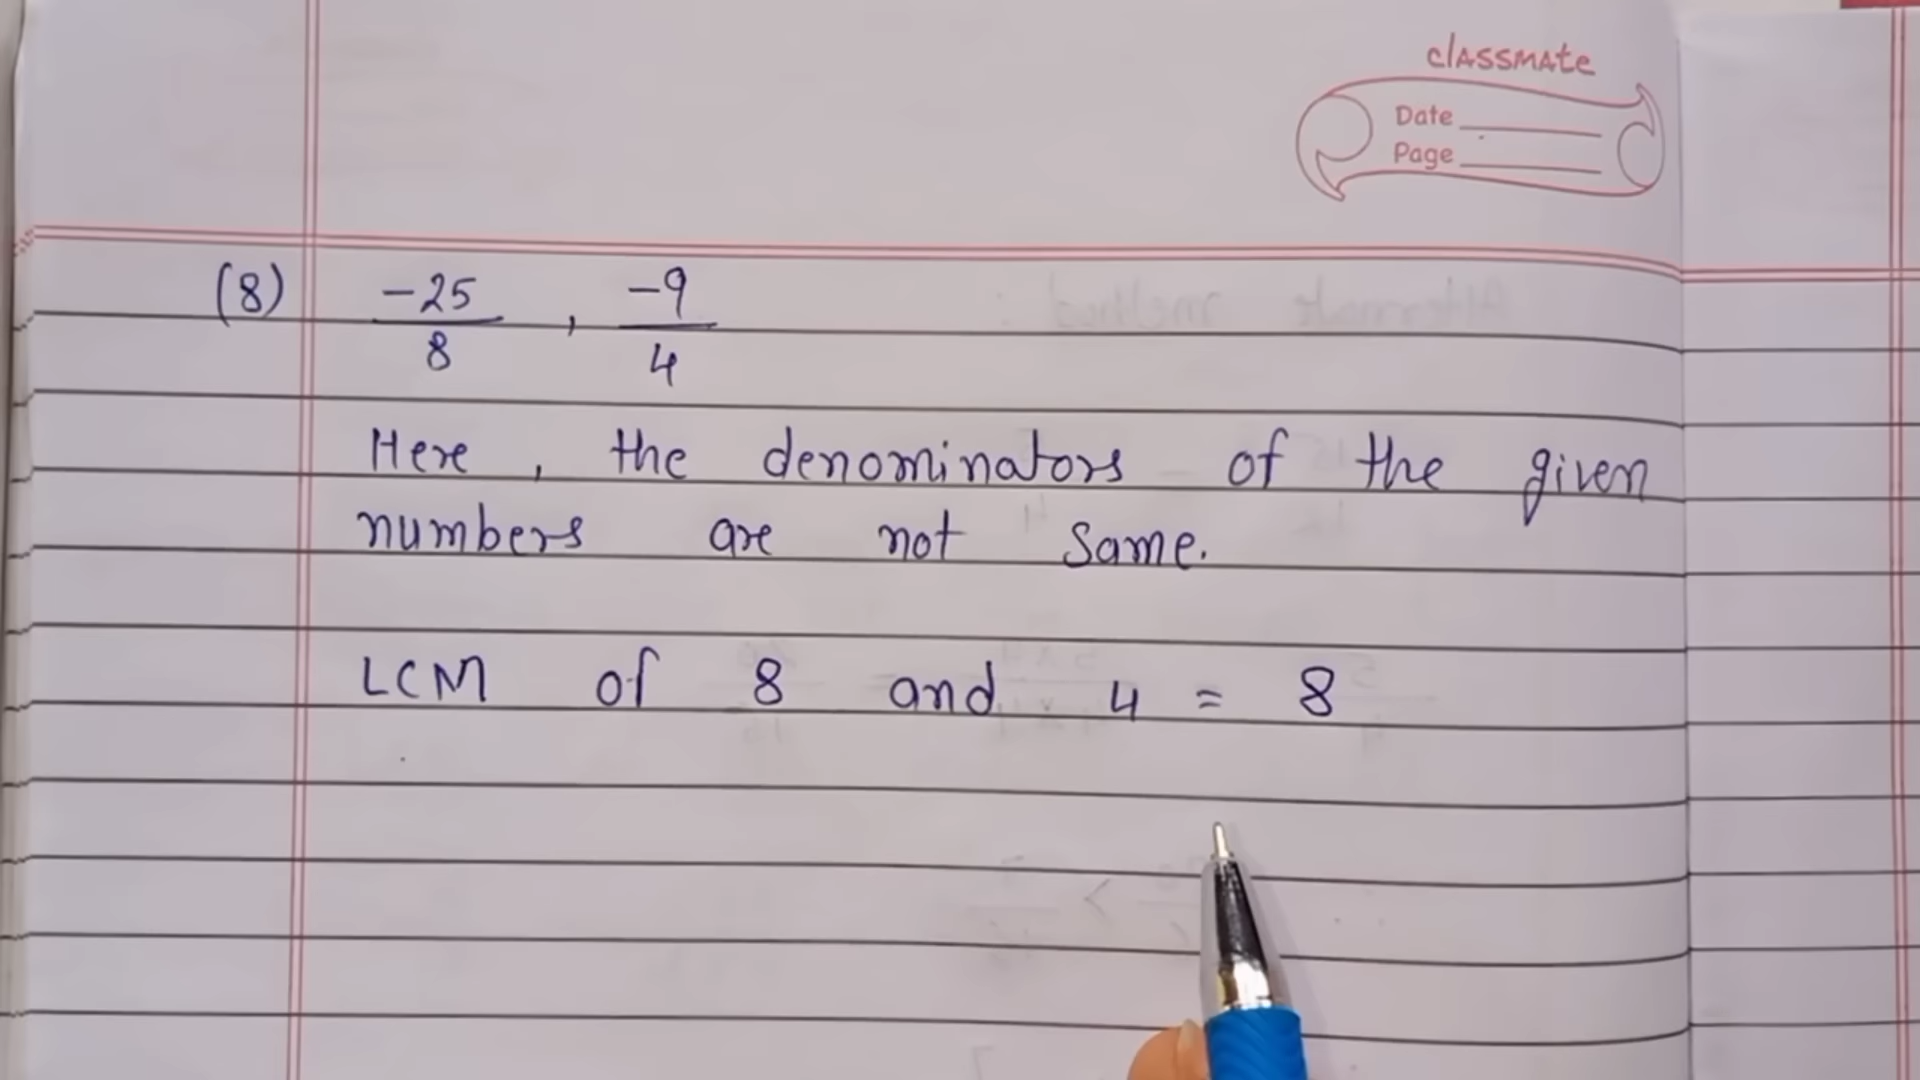 classmate
Date
Page
(8) -25/8 , -9/4
Here , the denominators of the given
numbers are not same.
LCM of 8 and 4 = 8